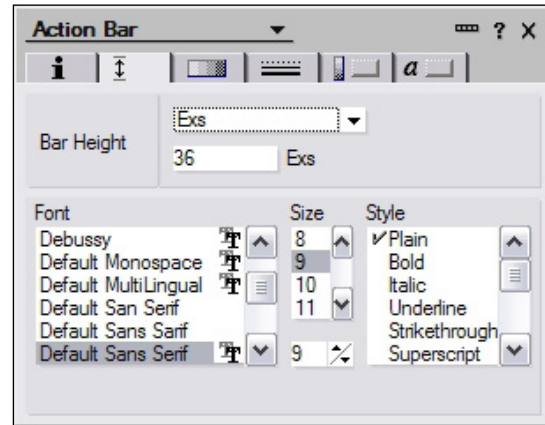 Action Bar
? X
i
a
Exs
Bar Height
36 Exs
Font Size Style
Debussy
Default Monospace
Default MultiLingual
Default San Serif
Default Sans Sarif
Default Sans Serif
8
9
10
11
9
Plain
Bold
Italic
Underline
Strikethrough
Superscript